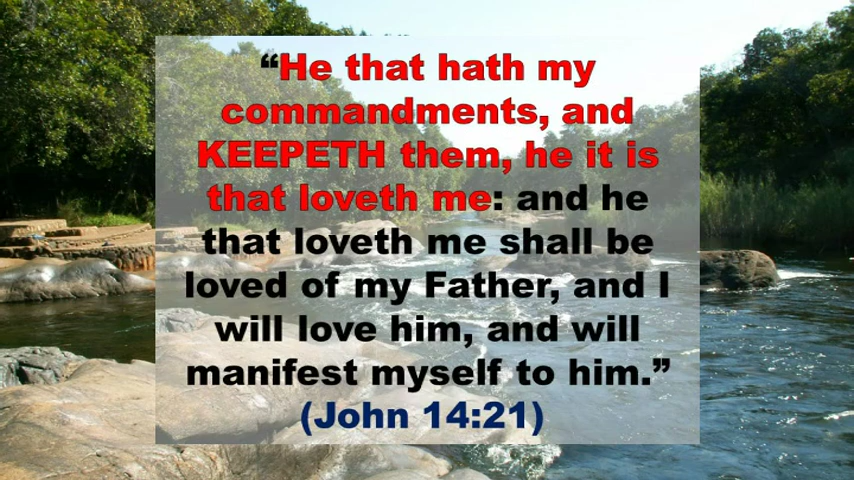 “He that hath my
commandments, and
KEEPETH them, he it is
that loveth me: and he
that loveth me shall be
loved of my Father, and I
will love him, and will
manifest myself to him.”
(John 14:21)